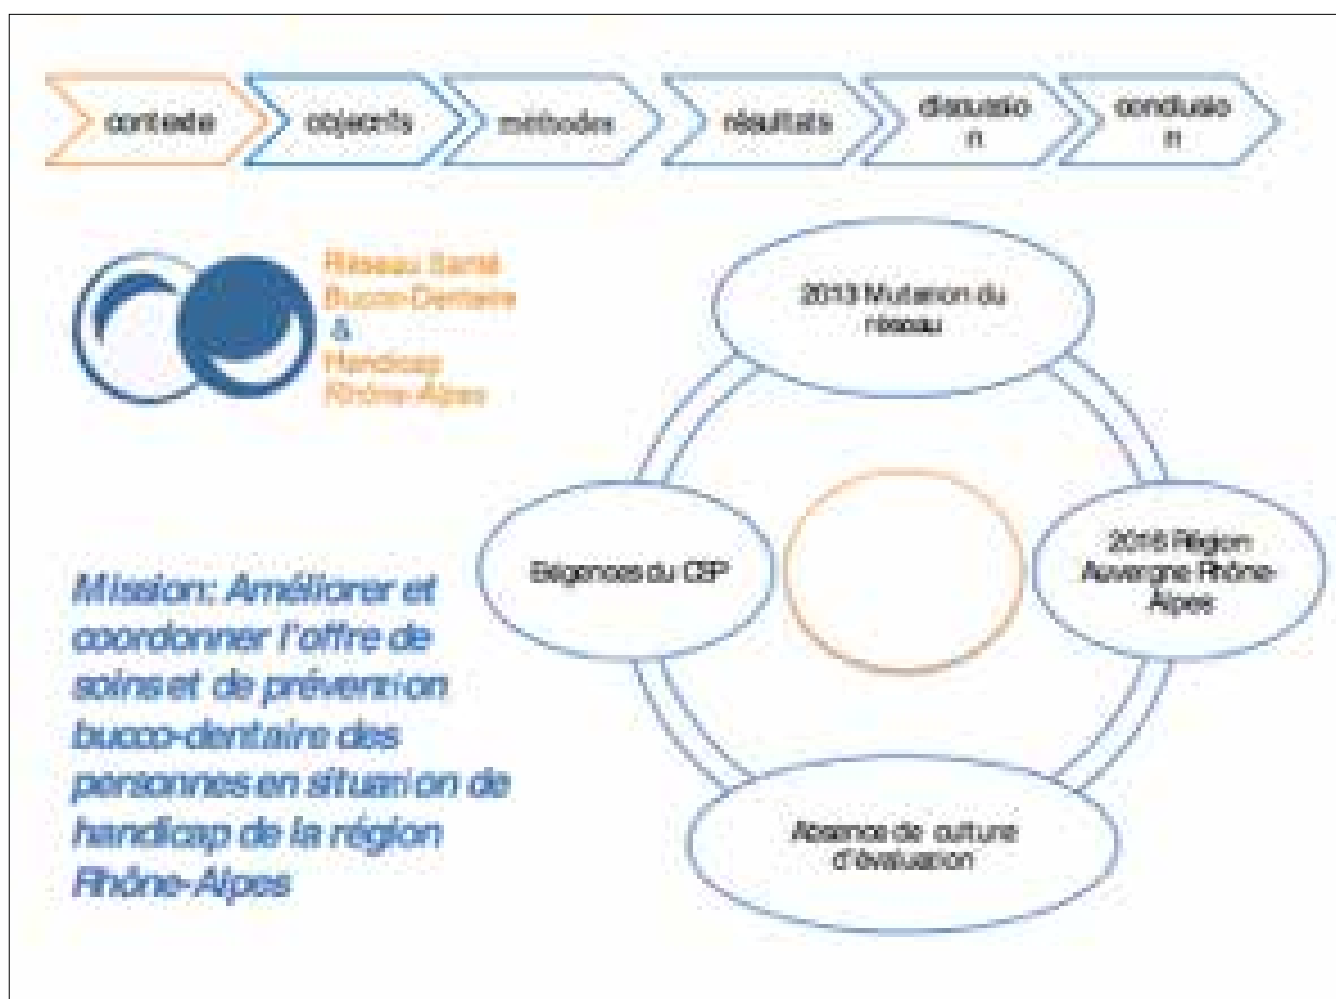 contexte
objectifs
méthodes
résultats
discussio
n
conclusio
n
Réseau Santé
Bucco-Dentaire
&
Handicap
Rhône-Alpes
2013 Mutation du
réseau
Exigences du CSP
2016 Région
Auvergne Rhône-
Alpes
Absence de culture
d'évaluation
Mission: Améliorer et
coordonner l'offre de
soins et de prévention
bucco-dentaire des
personnes en situation de
handicap de la région
Rhône-Alpes